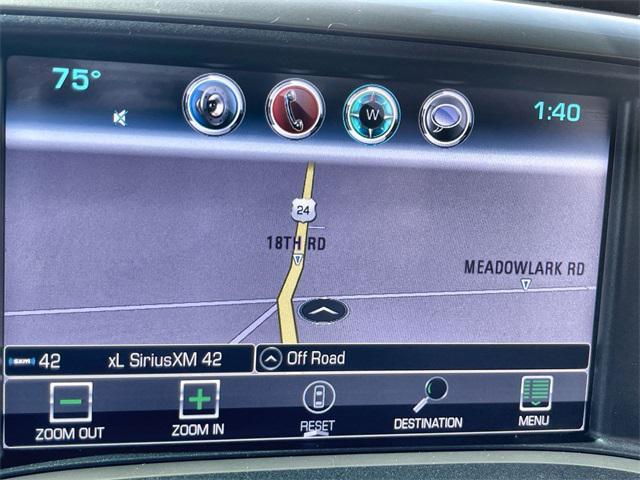 75°
1:40
W
24
18TH RD
MEADOWLARK RD
sxm 42 xL SiriusXM 42
Off Road
ZOOM OUT ZOOM IN RESET DESTINATION MENU